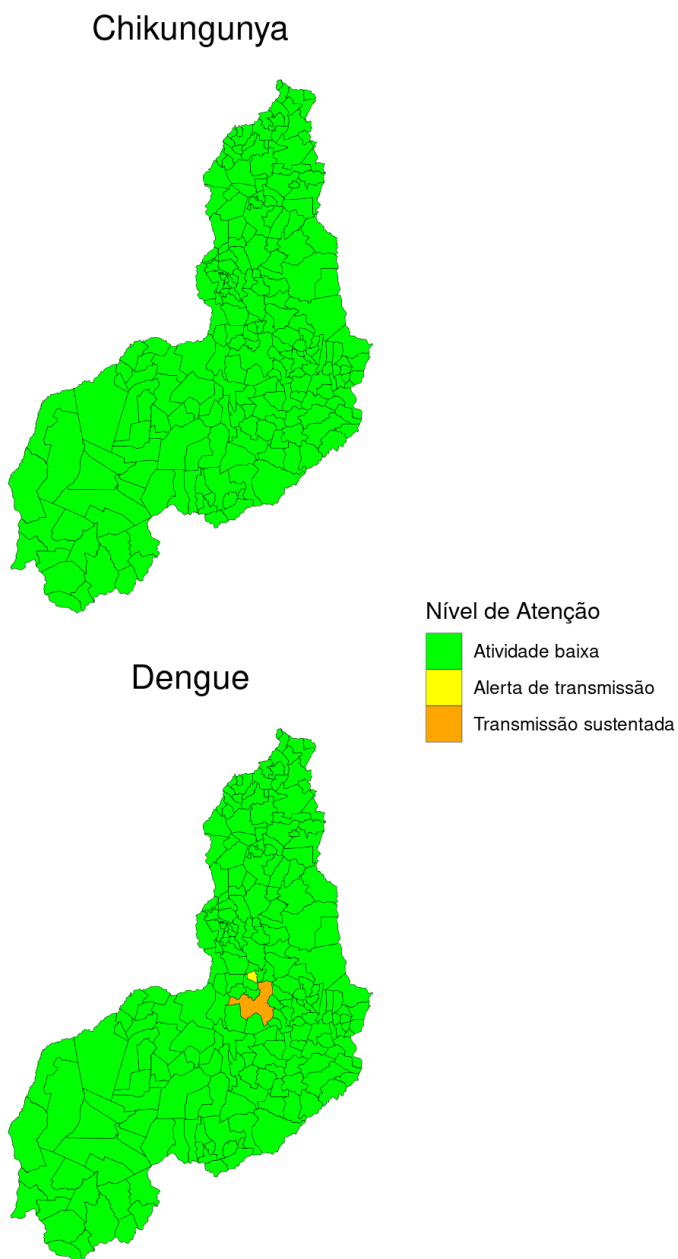 Chikungunya
Nível de Atenção
Atividade baixa
Alerta de transmissão
Transmissão sustentada
Dengue